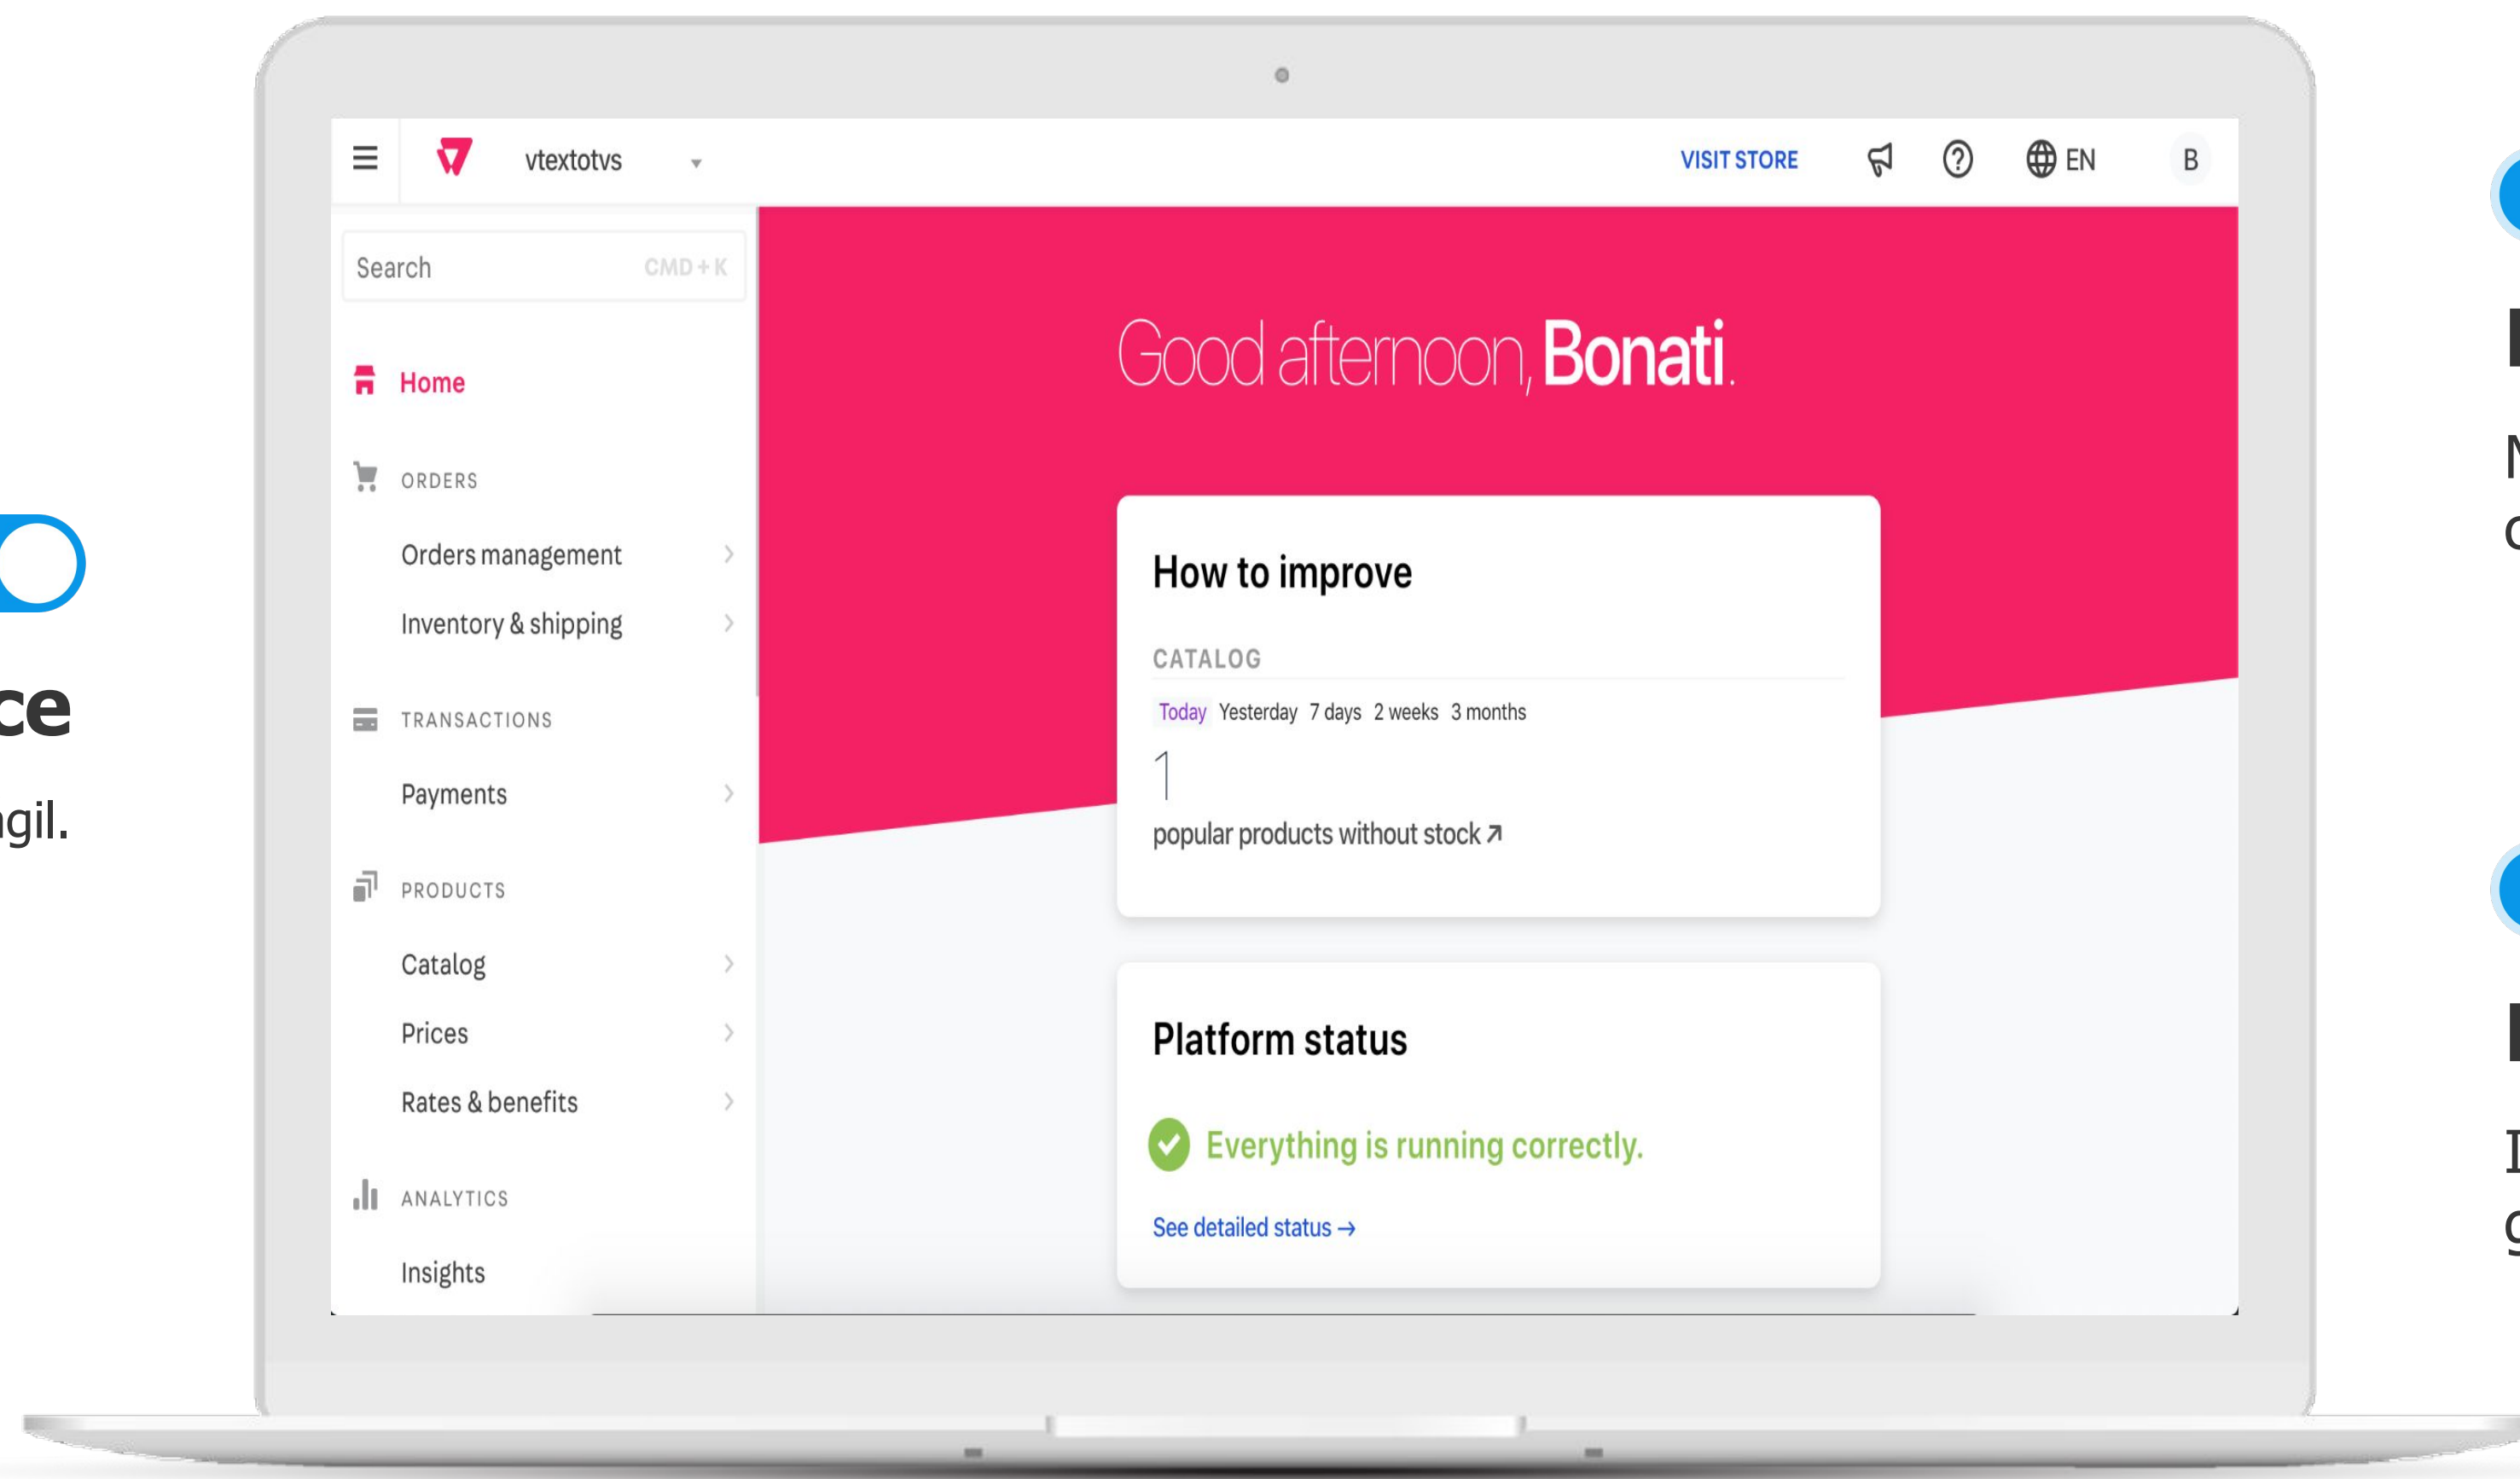 vtextotvs
VISIT STORE
EN
B
Search CMD + K
Home
ORDERS
Orders management
Inventory & shipping
TRANSACTIONS
Payments
PRODUCTS
Catalog
Prices
Rates & benefits
ANALYTICS
Insights
Good afternoon, Bonati.
How to improve
CATALOG
Today Yesterday 7 days 2 weeks 3 months
1
popular products without stock
Platform status
Everything is running correctly.
See detailed status →